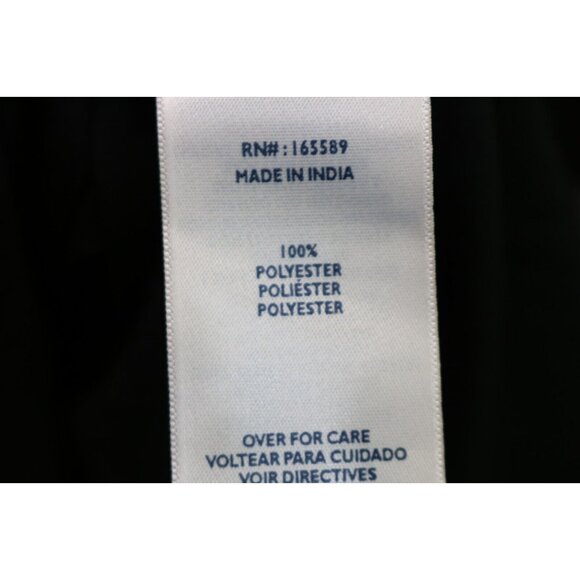 RN#: 165589
MADE IN INDIA
100%
POLYESTER
POLIÉSTER
POLYESTER
OVER FOR CARE
VOLTEAR PARA CUIDADO
VOIR DIRECTIVES